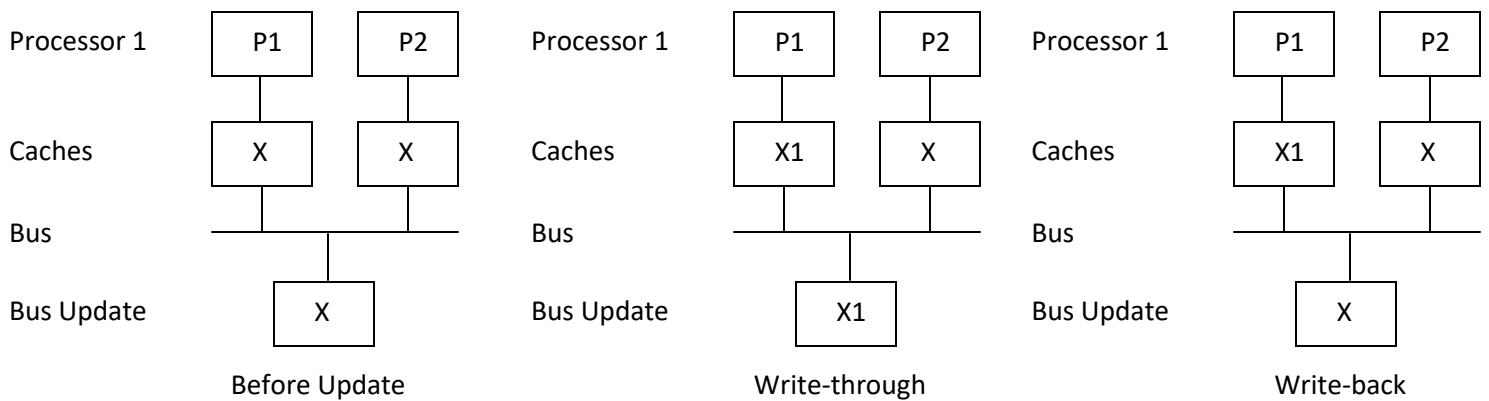 Processor 1 P1 P2 Processor 1 P1 P2 Processor 1 P1 P2
Caches X X Caches X1 X Caches X1 X
Bus Bus Bus
Bus Update X Bus Update X1 Bus Update X
Before Update Write-through Write-back